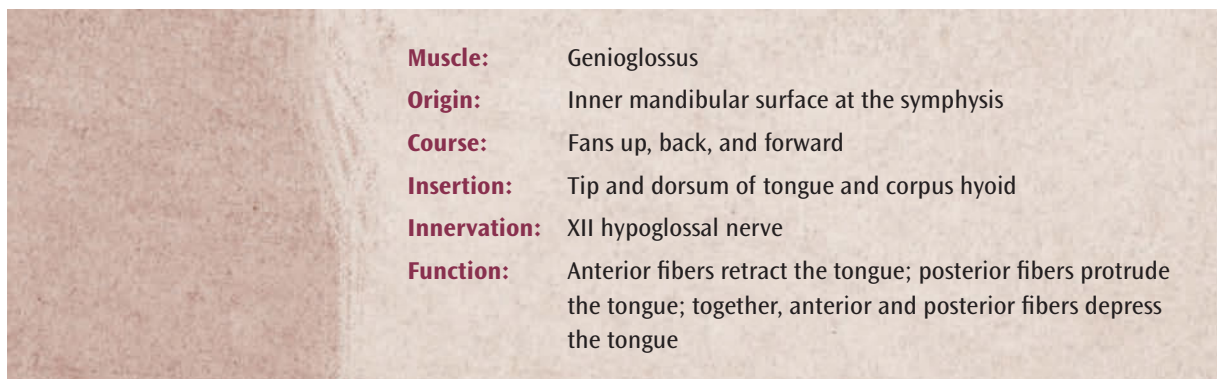 Muscle: Genioglossus
Origin: Inner mandibular surface at the symphysis
Course: Fans up, back, and forward
Insertion: Tip and dorsum of tongue and corpus hyoid
Innervation: XII hypoglossal nerve
Function: Anterior fibers retract the tongue; posterior fibers protrude
the tongue; together, anterior and posterior fibers depress
the tongue